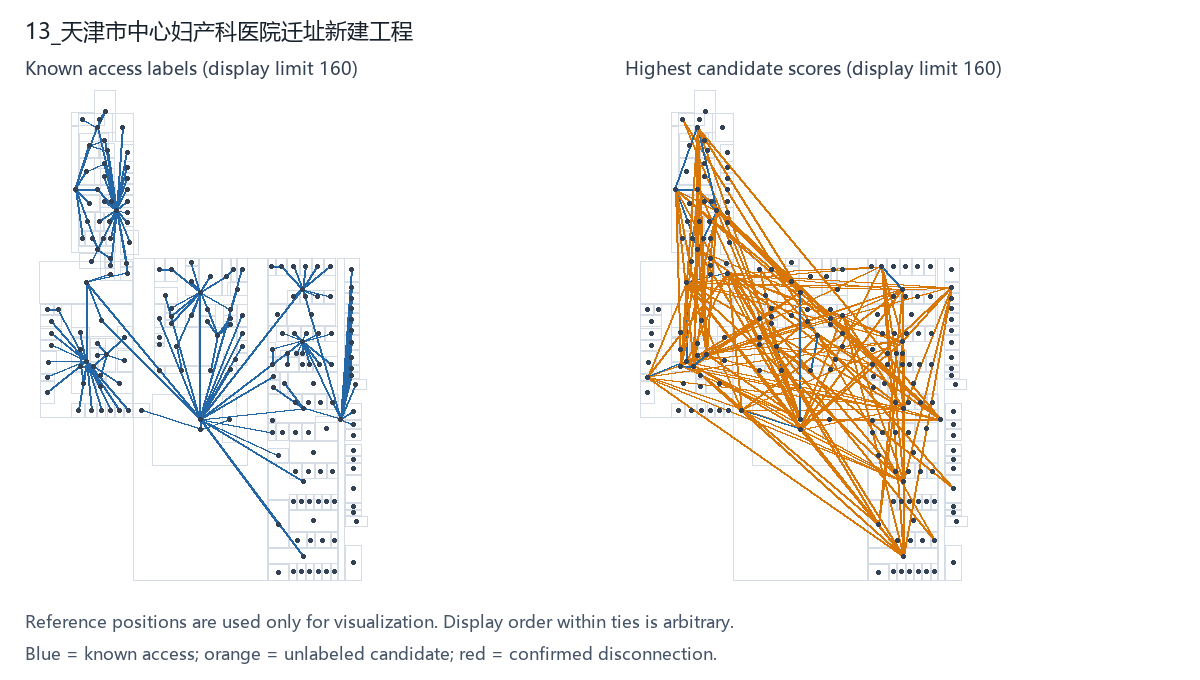 13_天津市中心妇产科医院迁址新建工程
Known access labels (display limit 160)
Highest candidate scores (display limit 160)
Reference positions are used only for visualization. Display order within ties is arbitrary.
Blue = known access; orange = unlabeled candidate; red = confirmed disconnection.